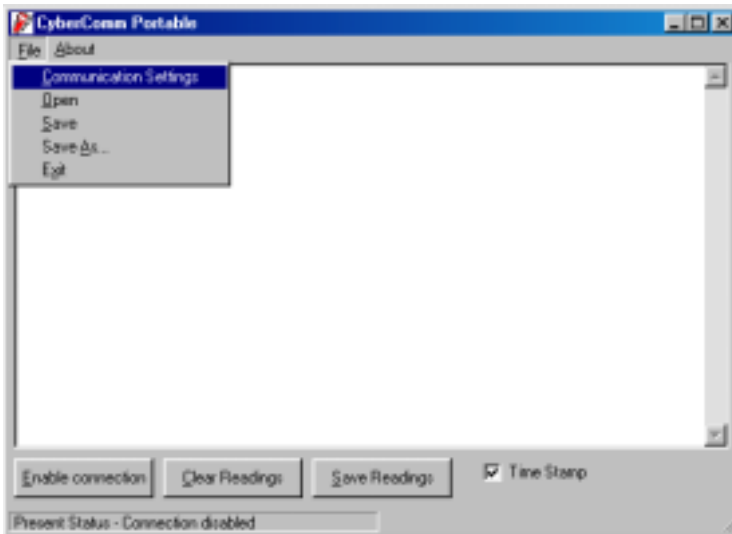 CyberComm Portable
File About
Communication Settings
Open
Save
Save As...
Exit
Enable connection Clear Readings Save Readings Time Stamp
Present Status - Connection disabled